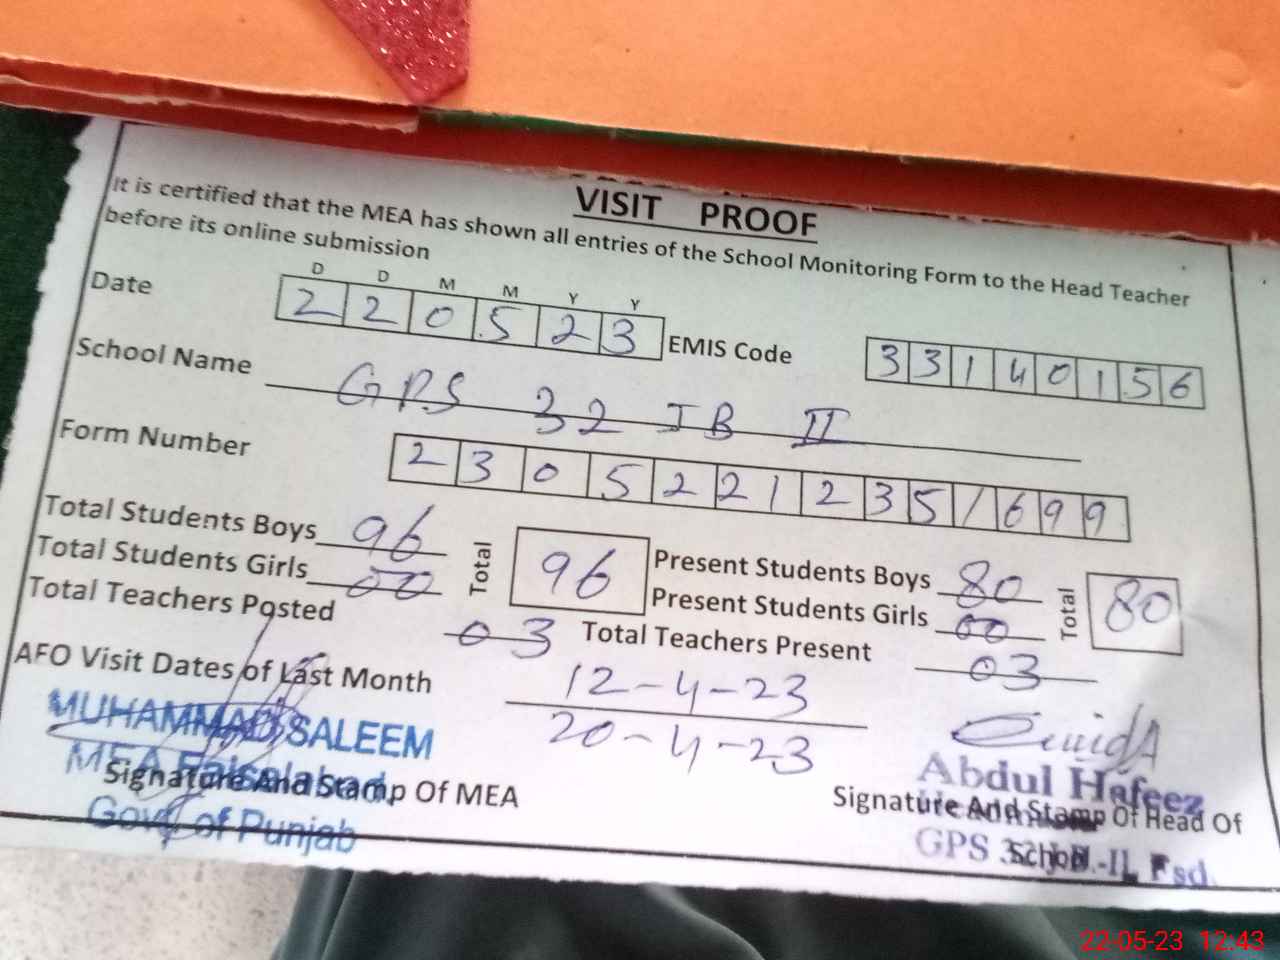 VISIT PROOF
It is certified that the MEA has shown all entries of the School Monitoring Form to the Head Teacher
before its online submission
D D M M Y Y
Date 2 2 0 5 2 3 EMIS Code 3 3 1 4 0 1 5 6
School Name GPS 32 JB II
Form Number 2 3 0 5 2 2 1 2 3 5 / 6 9 9
Total Students Boys 96 Total 96 Present Students Boys 80 Total 80
Total Students Girls 00 Present Students Girls 00
Total Teachers Posted 03 Total Teachers Present 03
AFO Visit Dates of Last Month 12-4-23
20-4-23
MUHAMMAD SALEEM
MEA Faisalabad
Govt of Punjab
Signature And Stamp Of MEA
Abdul Hafeez
Signature And Stamp Of Head Of
School
GPS 32 J.B.-II, Fsd.
22-05-23 12:43